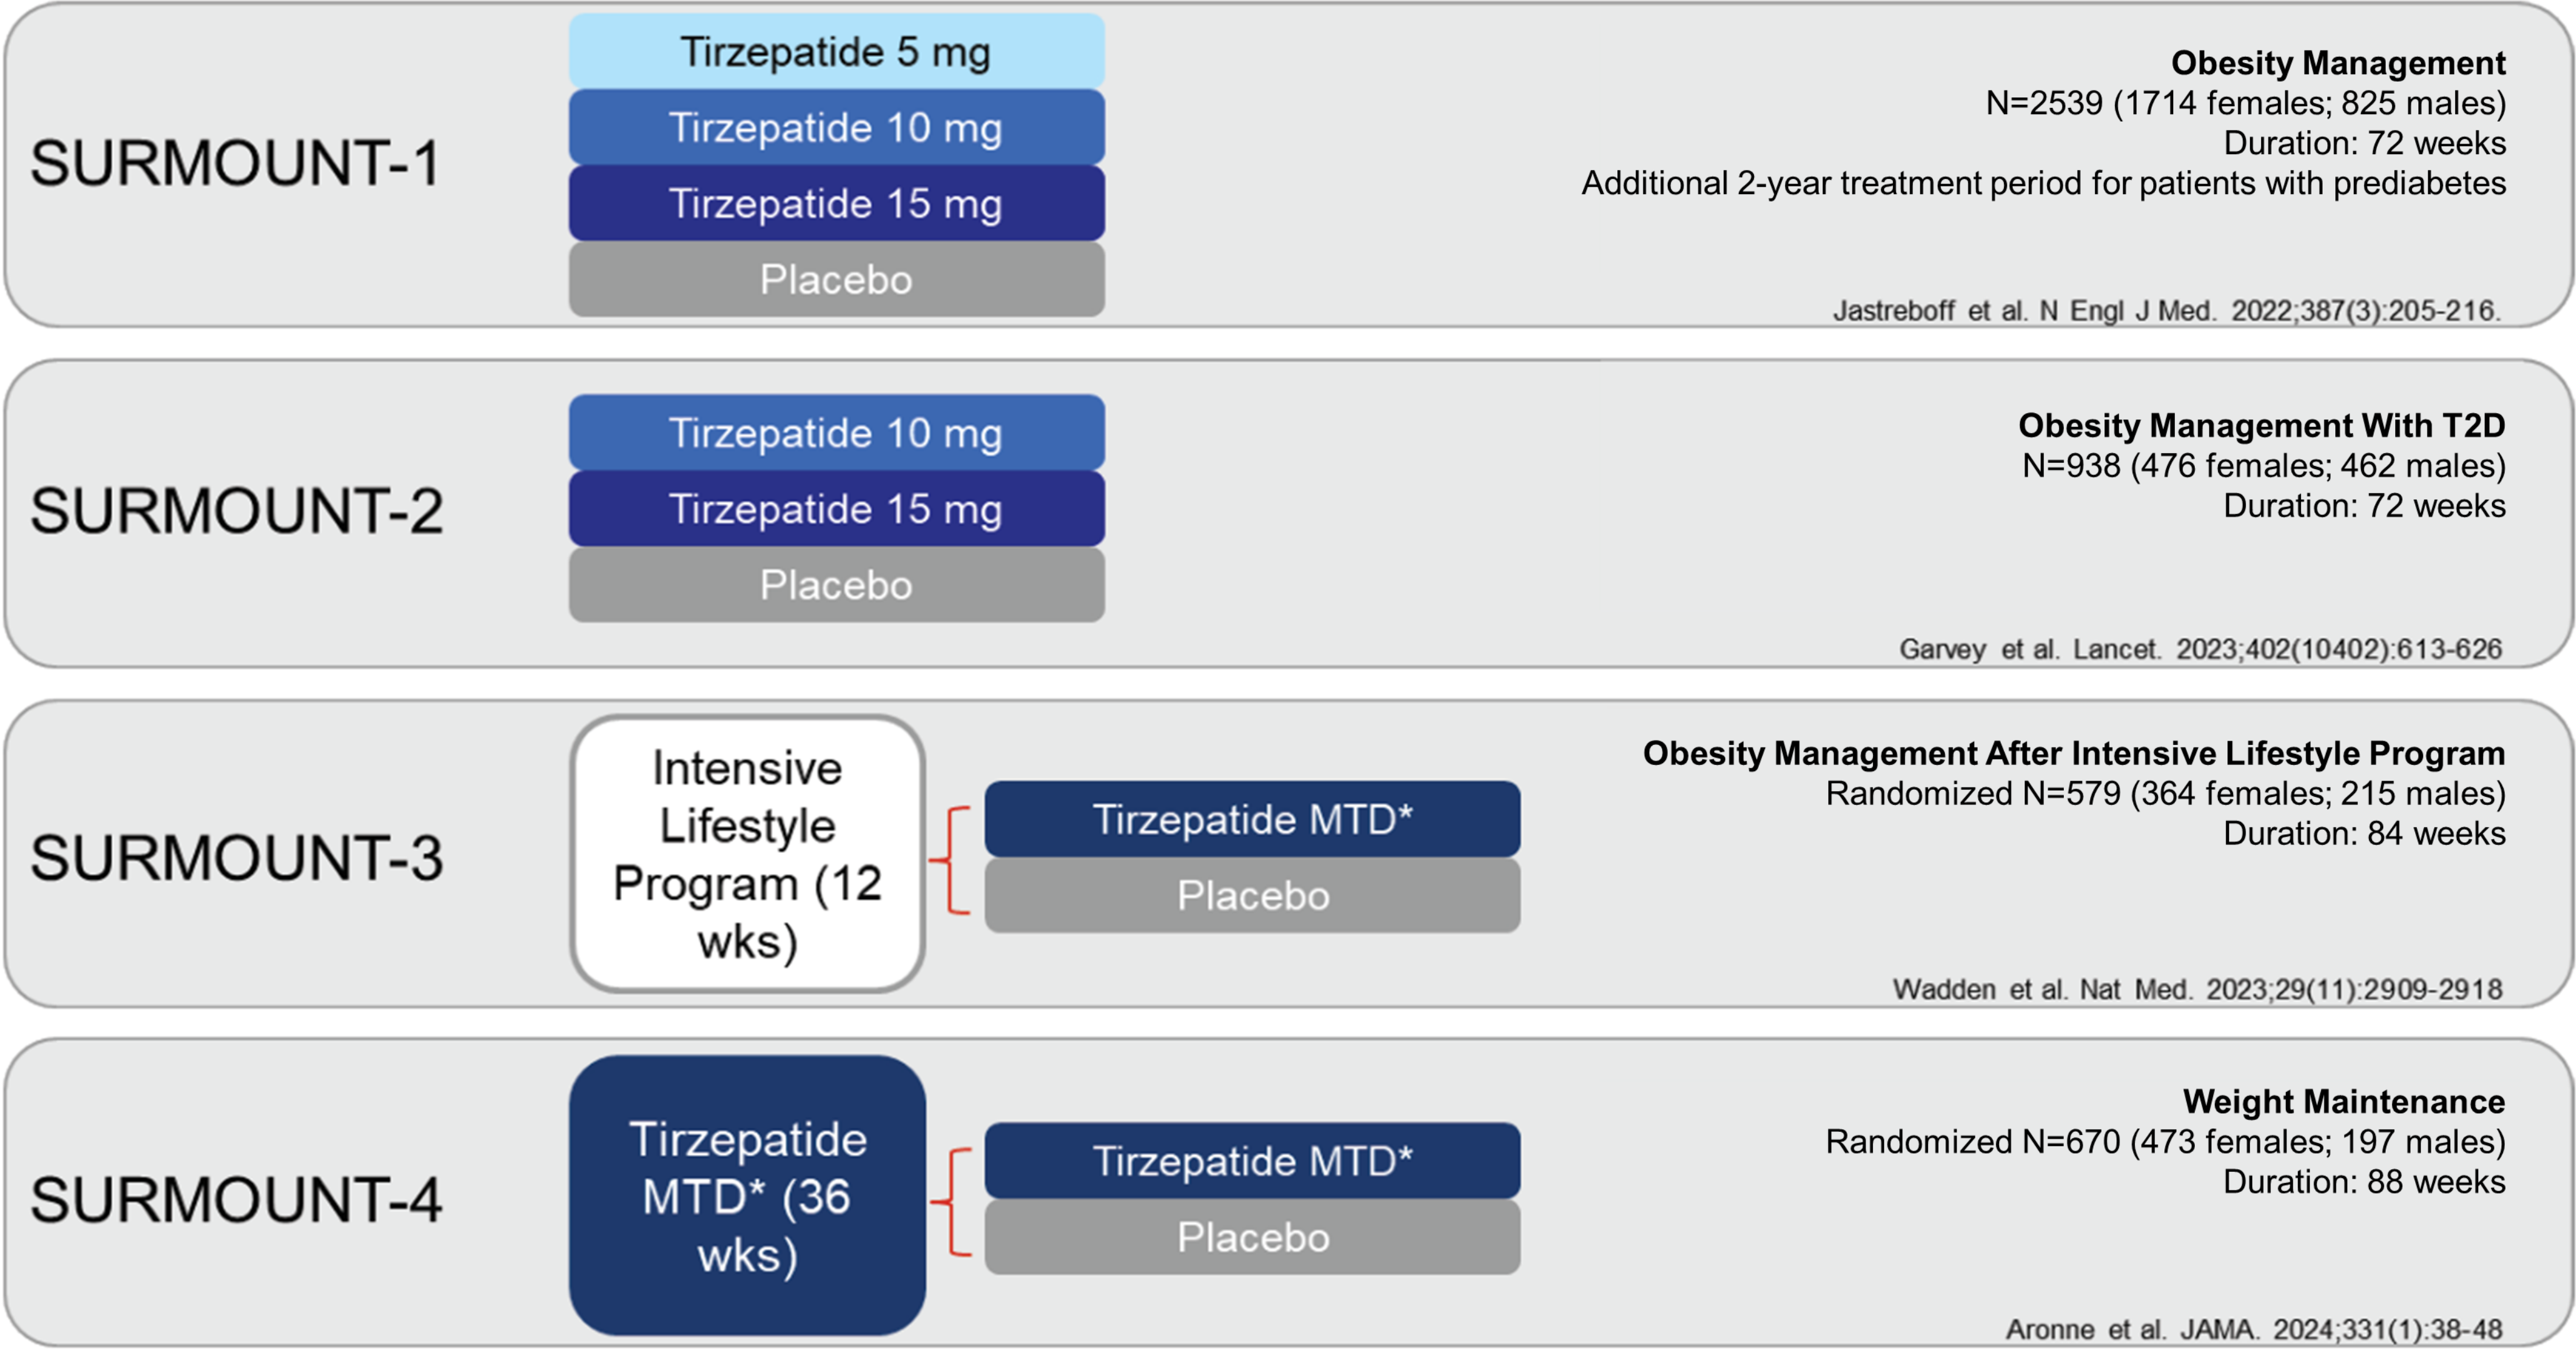 SURMOUNT-1
Tirzepatide 5 mg
Tirzepatide 10 mg
Tirzepatide 15 mg
Placebo
Obesity Management
N=2539 (1714 females; 825 males)
Duration: 72 weeks
Additional 2-year treatment period for patients with prediabetes
Jastreboff et al. N Engl J Med. 2022;387(3):205-216.
SURMOUNT-2
Tirzepatide 10 mg
Tirzepatide 15 mg
Placebo
Obesity Management With T2D
N=938 (476 females; 462 males)
Duration: 72 weeks
Garvey et al. Lancet. 2023;402(10402):613-626
SURMOUNT-3
Intensive
Lifestyle
Program (12
wks)
Tirzepatide MTD*
Placebo
Obesity Management After Intensive Lifestyle Program
Randomized N=579 (364 females; 215 males)
Duration: 84 weeks
Wadden et al. Nat Med. 2023;29(11):2909-2918
SURMOUNT-4
Tirzepatide
MTD* (36
wks)
Tirzepatide MTD*
Placebo
Weight Maintenance
Randomized N=670 (473 females; 197 males)
Duration: 88 weeks
Aronne et al. JAMA. 2024;331(1):38-48